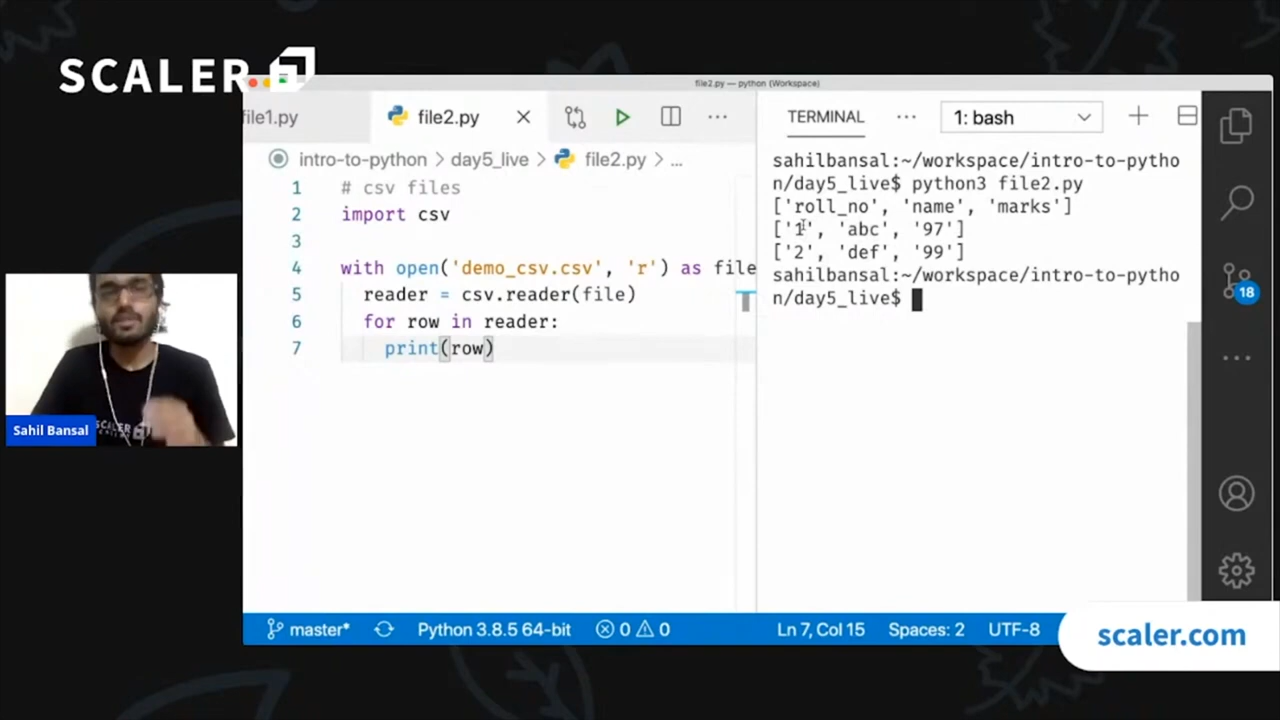 SCALER
file2.py — python (Workspace)
file1.py
file2.py
TERMINAL
1: bash
intro-to-python > day5_live > file2.py > ...
1 # csv files
2 import csv
3
4 with open('demo_csv.csv', 'r') as file
5 reader = csv.reader(file)
6 for row in reader:
7 print(row)
sahilbansal:~/workspace/intro-to-pytho
n/day5_live$ python3 file2.py
['roll_no', 'name', 'marks']
['1', 'abc', '97']
['2', 'def', '99']
sahilbansal:~/workspace/intro-to-pytho
n/day5_live$
18
SCALER
Sahil Bansal
master*
Python 3.8.5 64-bit
0
0
Ln 7, Col 15
Spaces: 2
UTF-8
scaler.com